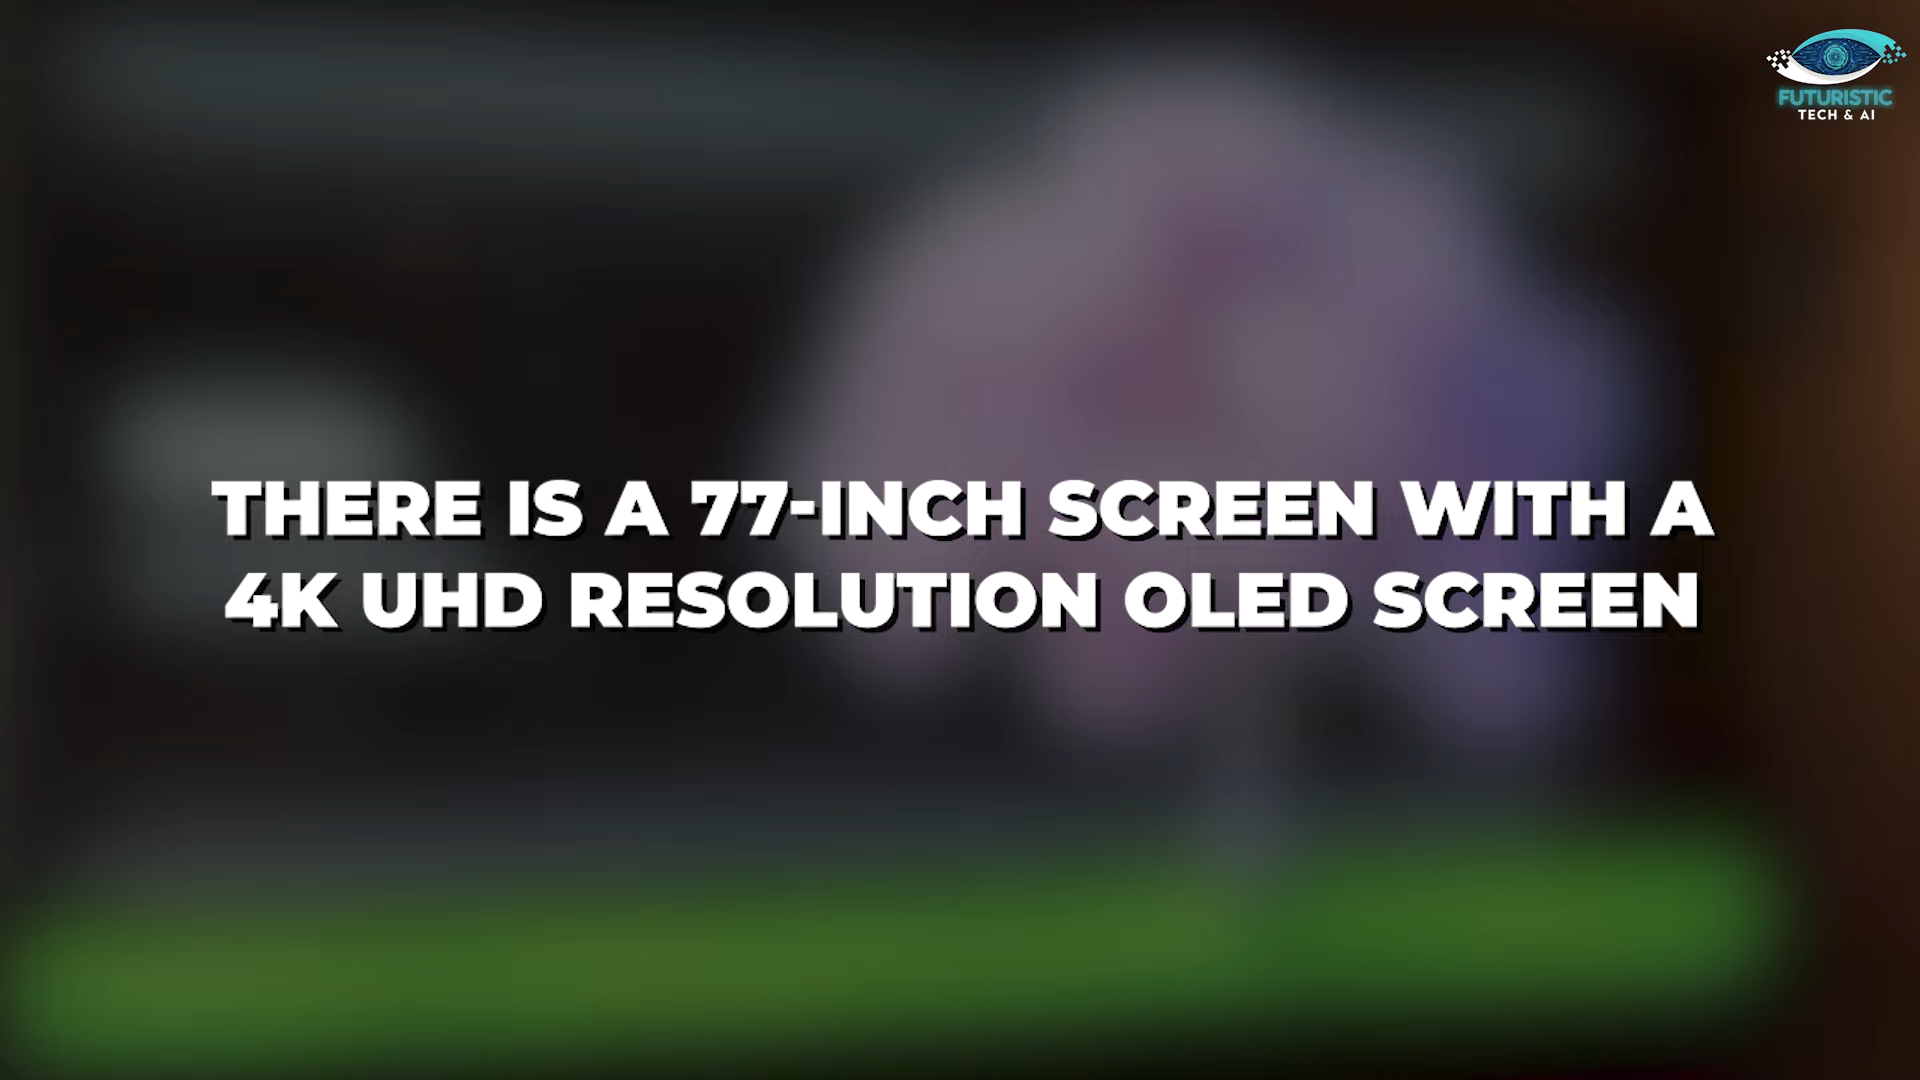 FUTURISTIC
TECH & AI
THERE IS A 77-INCH SCREEN WITH A
4K UHD RESOLUTION OLED SCREEN